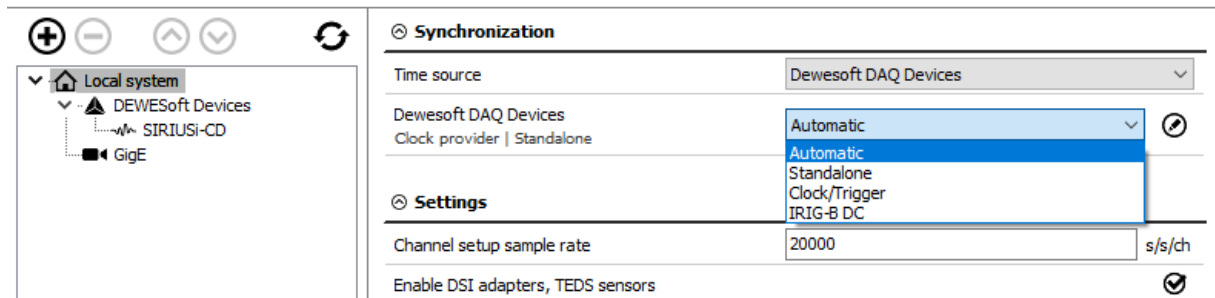 Local system
DEWESoft Devices
SIRIUSi-CD
GigE
Synchronization
Time source
Dewesoft DAQ Devices
Dewesoft DAQ Devices
Clock provider | Standalone
Automatic
Automatic
Standalone
Clock/Trigger
IRIG-B DC
Settings
Channel setup sample rate
20000
s/s/ch
Enable DSI adapters, TEDS sensors